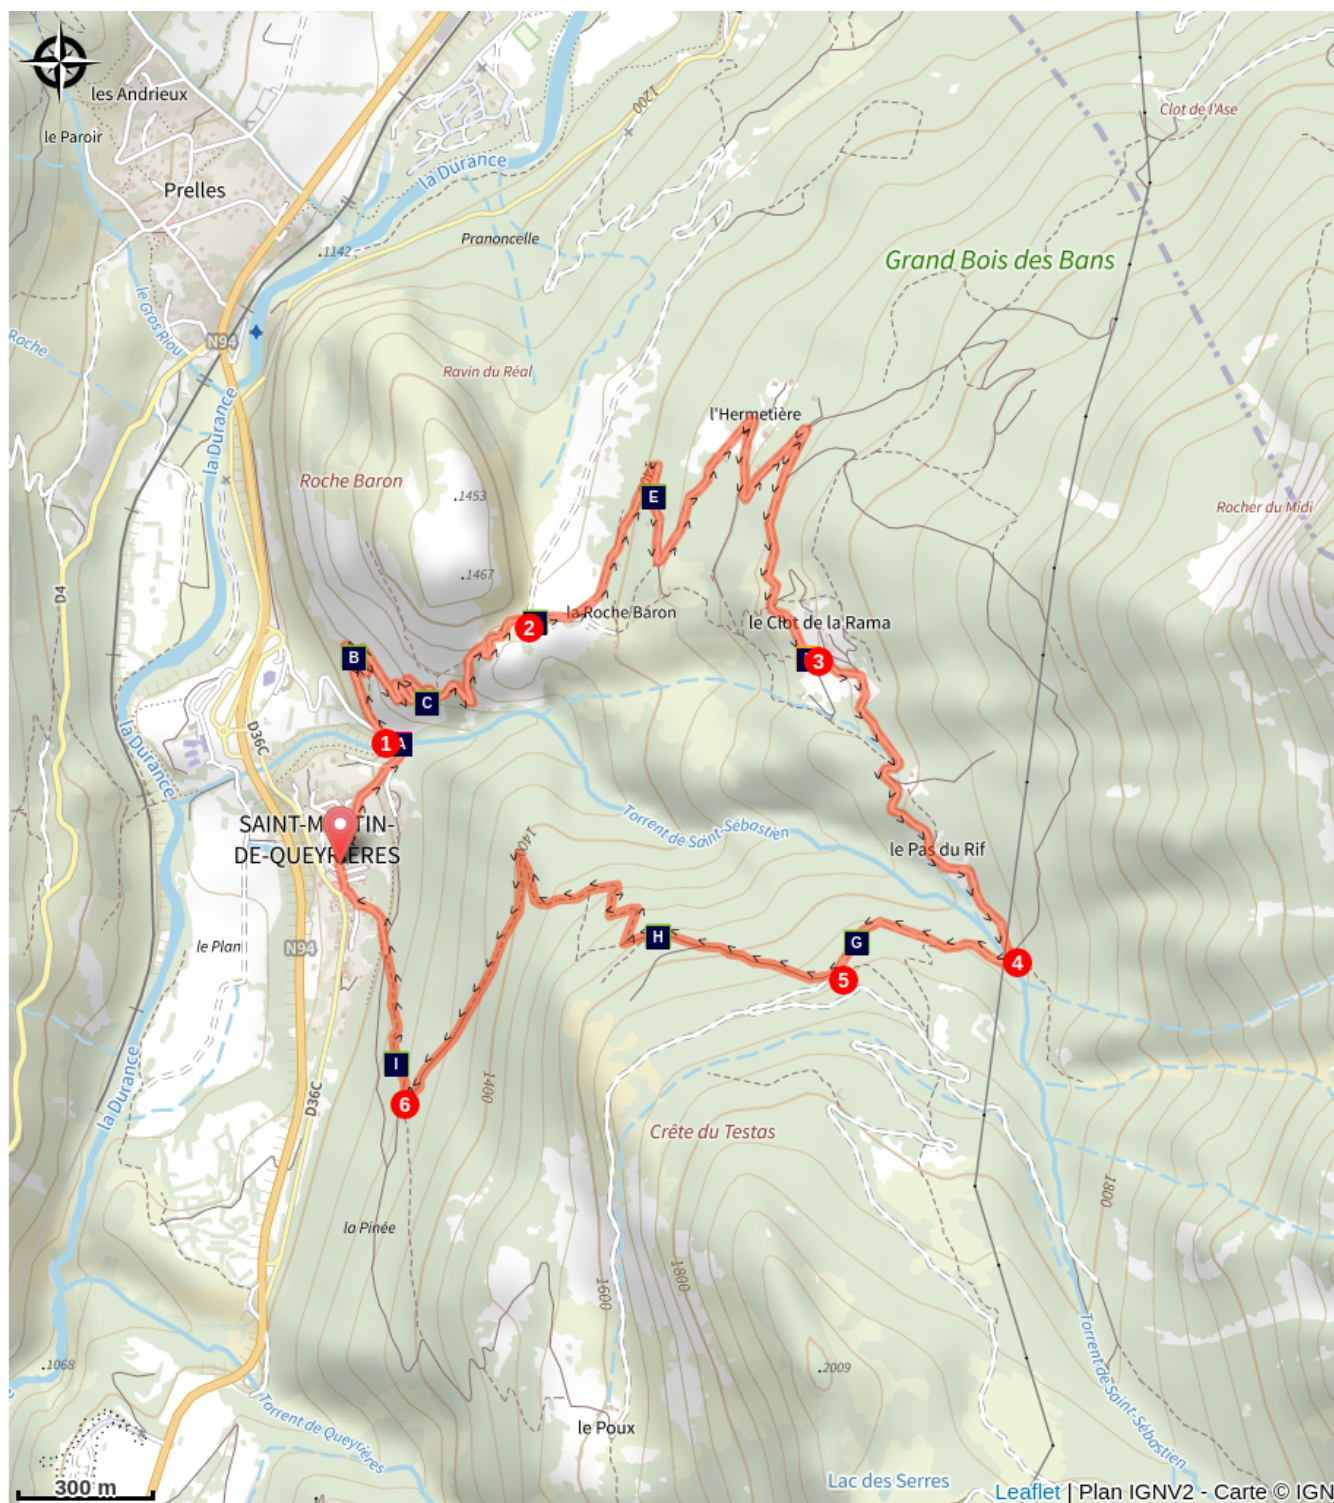 les Andrieux
le Paroir
Prelles
la Durance
1200
Clot de l'Ase
.1142
Pranoncelle
Grand Bois des Bans
le Gros Riou
Roche
N94
Ravin du Réal
la Durance
l'Hermetière
Roche Baron
.1453
E
Rocher du Midi
.1467
D4
2
la Roche Baron
le Clot de la Rama
B
3
C
la Durance
D36C
1
A
Torrent de Saint-Sébastien
SAINT-MARTIN-
DE-QUEYRIÈRES
le Pas du Rif
le Plan
N94
H
G
4
5
I
6
la Durance
D36C
1400
Crête du Testas
1800
la Pinée
1600
1800
.1068
.2009
Torrent de Saint-Sébastien
Torrent de Queyrières
le Poux
Lac des Serres
300 m
Leaflet | Plan IGNV2 - Carte © IGN